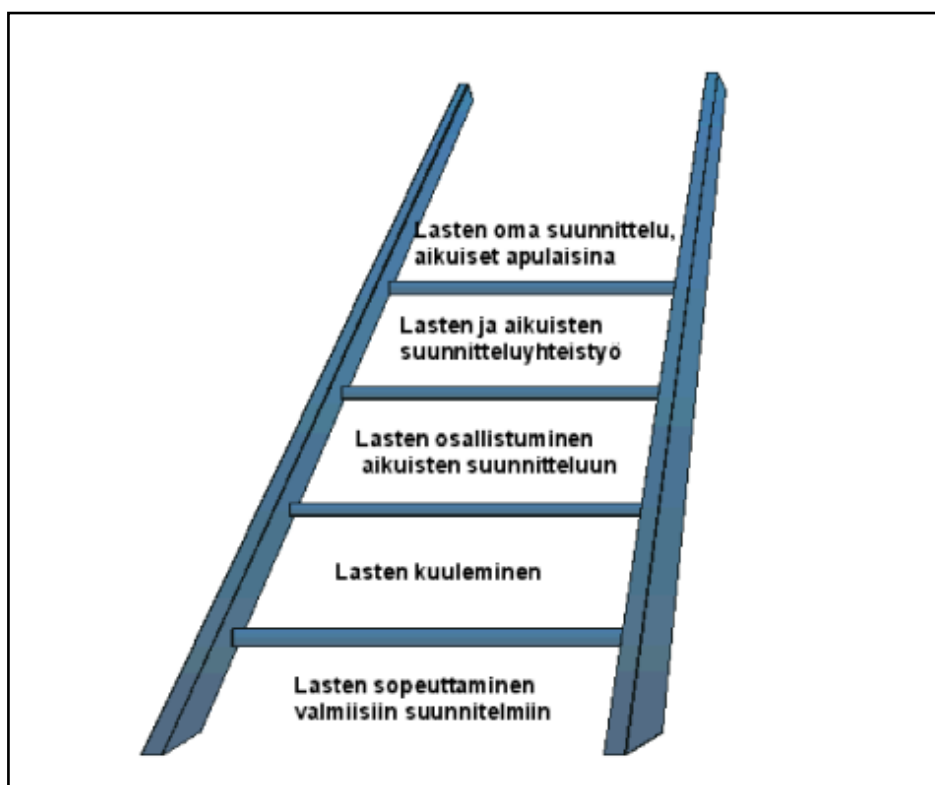 Lasten oma suunnittelu,
aikuiset apulaisina
Lasten ja aikuisten
suunnitteluyhteistyö
Lasten osallistuminen
aikuisten suunnitteluun
Lasten kuuleminen
Lasten sopeuttaminen
valmiisiin suunnitelmiin